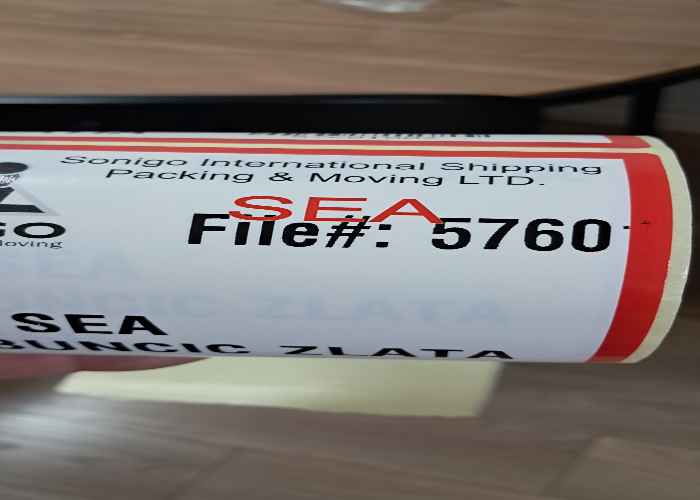 Sonigo International Shipping
Packing & Moving LTD.
SEA
File#: 5760
GO
Moving
SEA
BUNCIC ZLATA